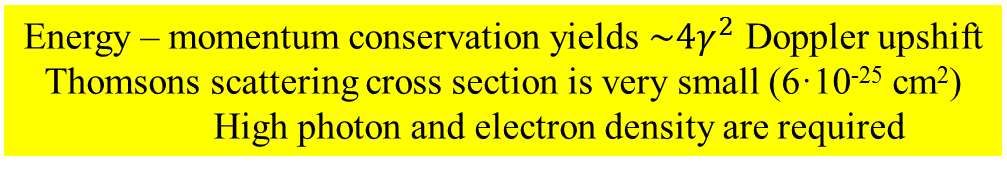 Energy – momentum conservation yields ~4γ² Doppler upshift
Thomsons scattering cross section is very small (6·10⁻²⁵ cm²)
High photon and electron density are required